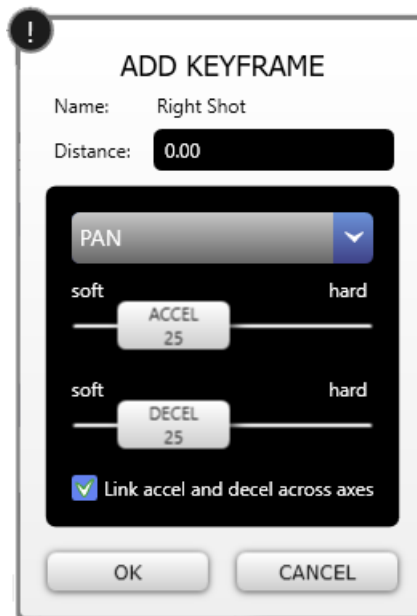 !
ADD KEYFRAME
Name: Right Shot
Distance: 0.00
PAN
soft hard
ACCEL
25
soft hard
DECEL
25
Link accel and decel across axes
OK CANCEL